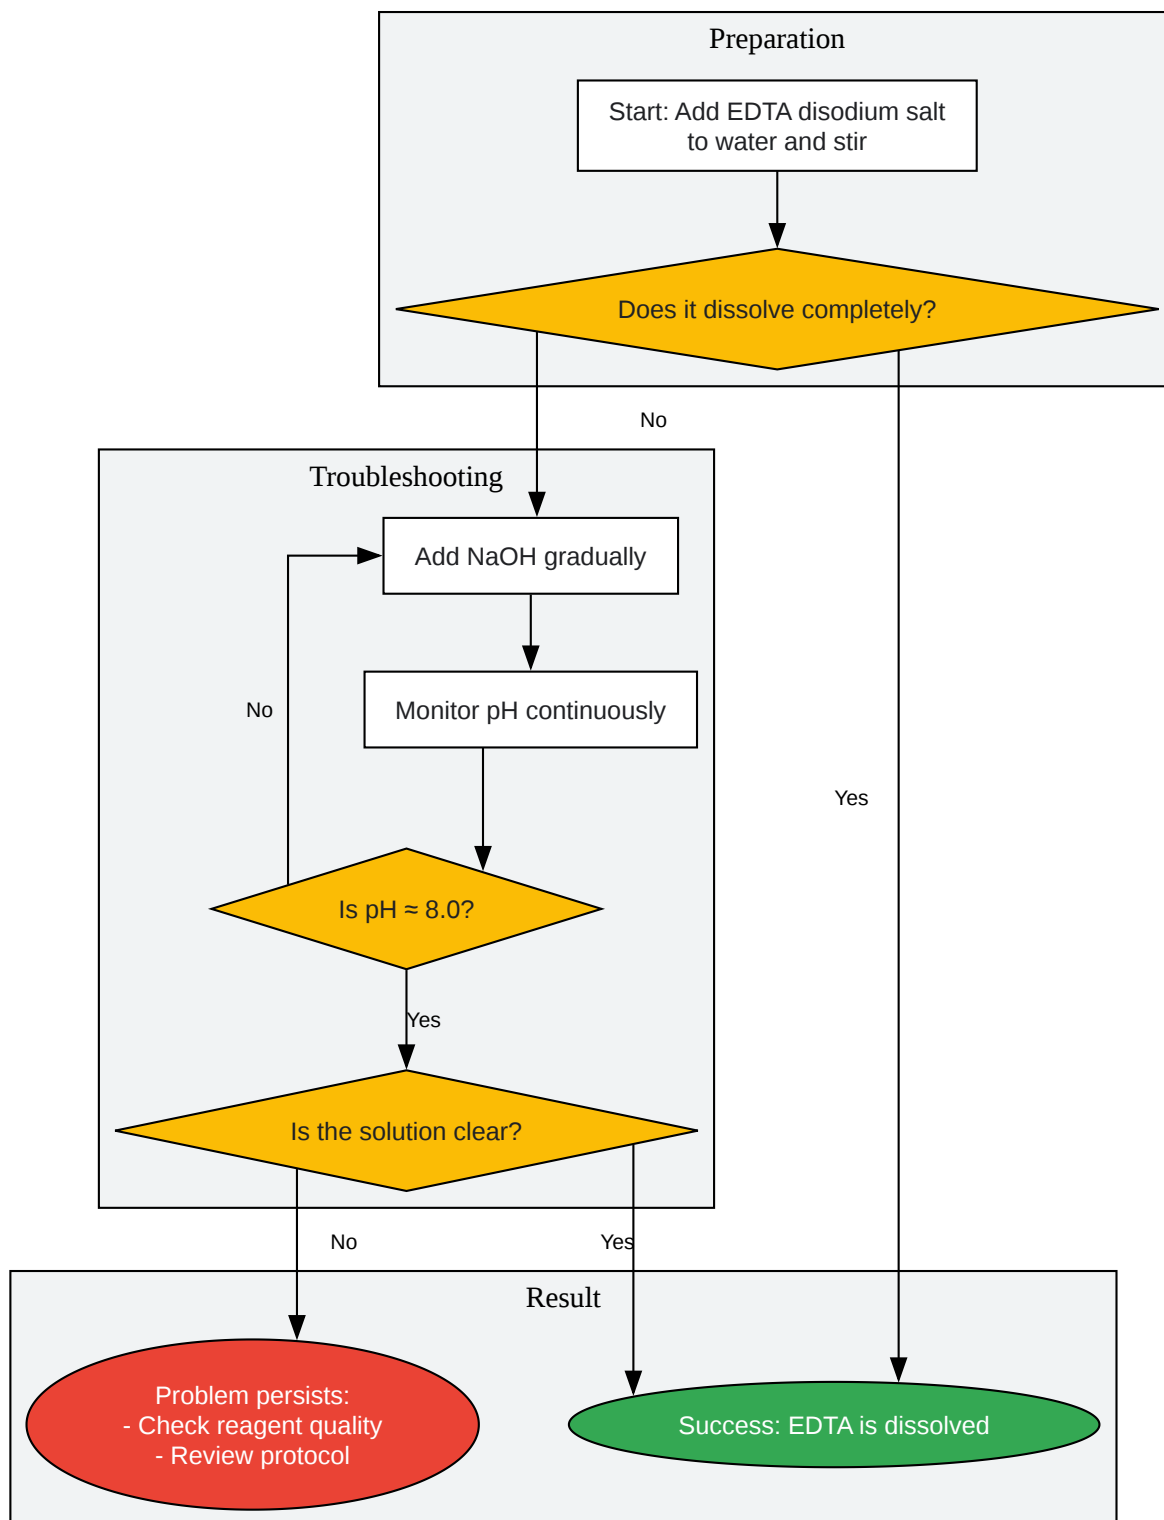 Preparation
Start: Add EDTA disodium salt
to water and stir
Does it dissolve completely?
No
Troubleshooting
Add NaOH gradually
No
Monitor pH continuously
Yes
Is pH ≈ 8.0?
Yes
Is the solution clear?
No
Yes
Result
Problem persists:
- Check reagent quality
- Review protocol
Success: EDTA is dissolved